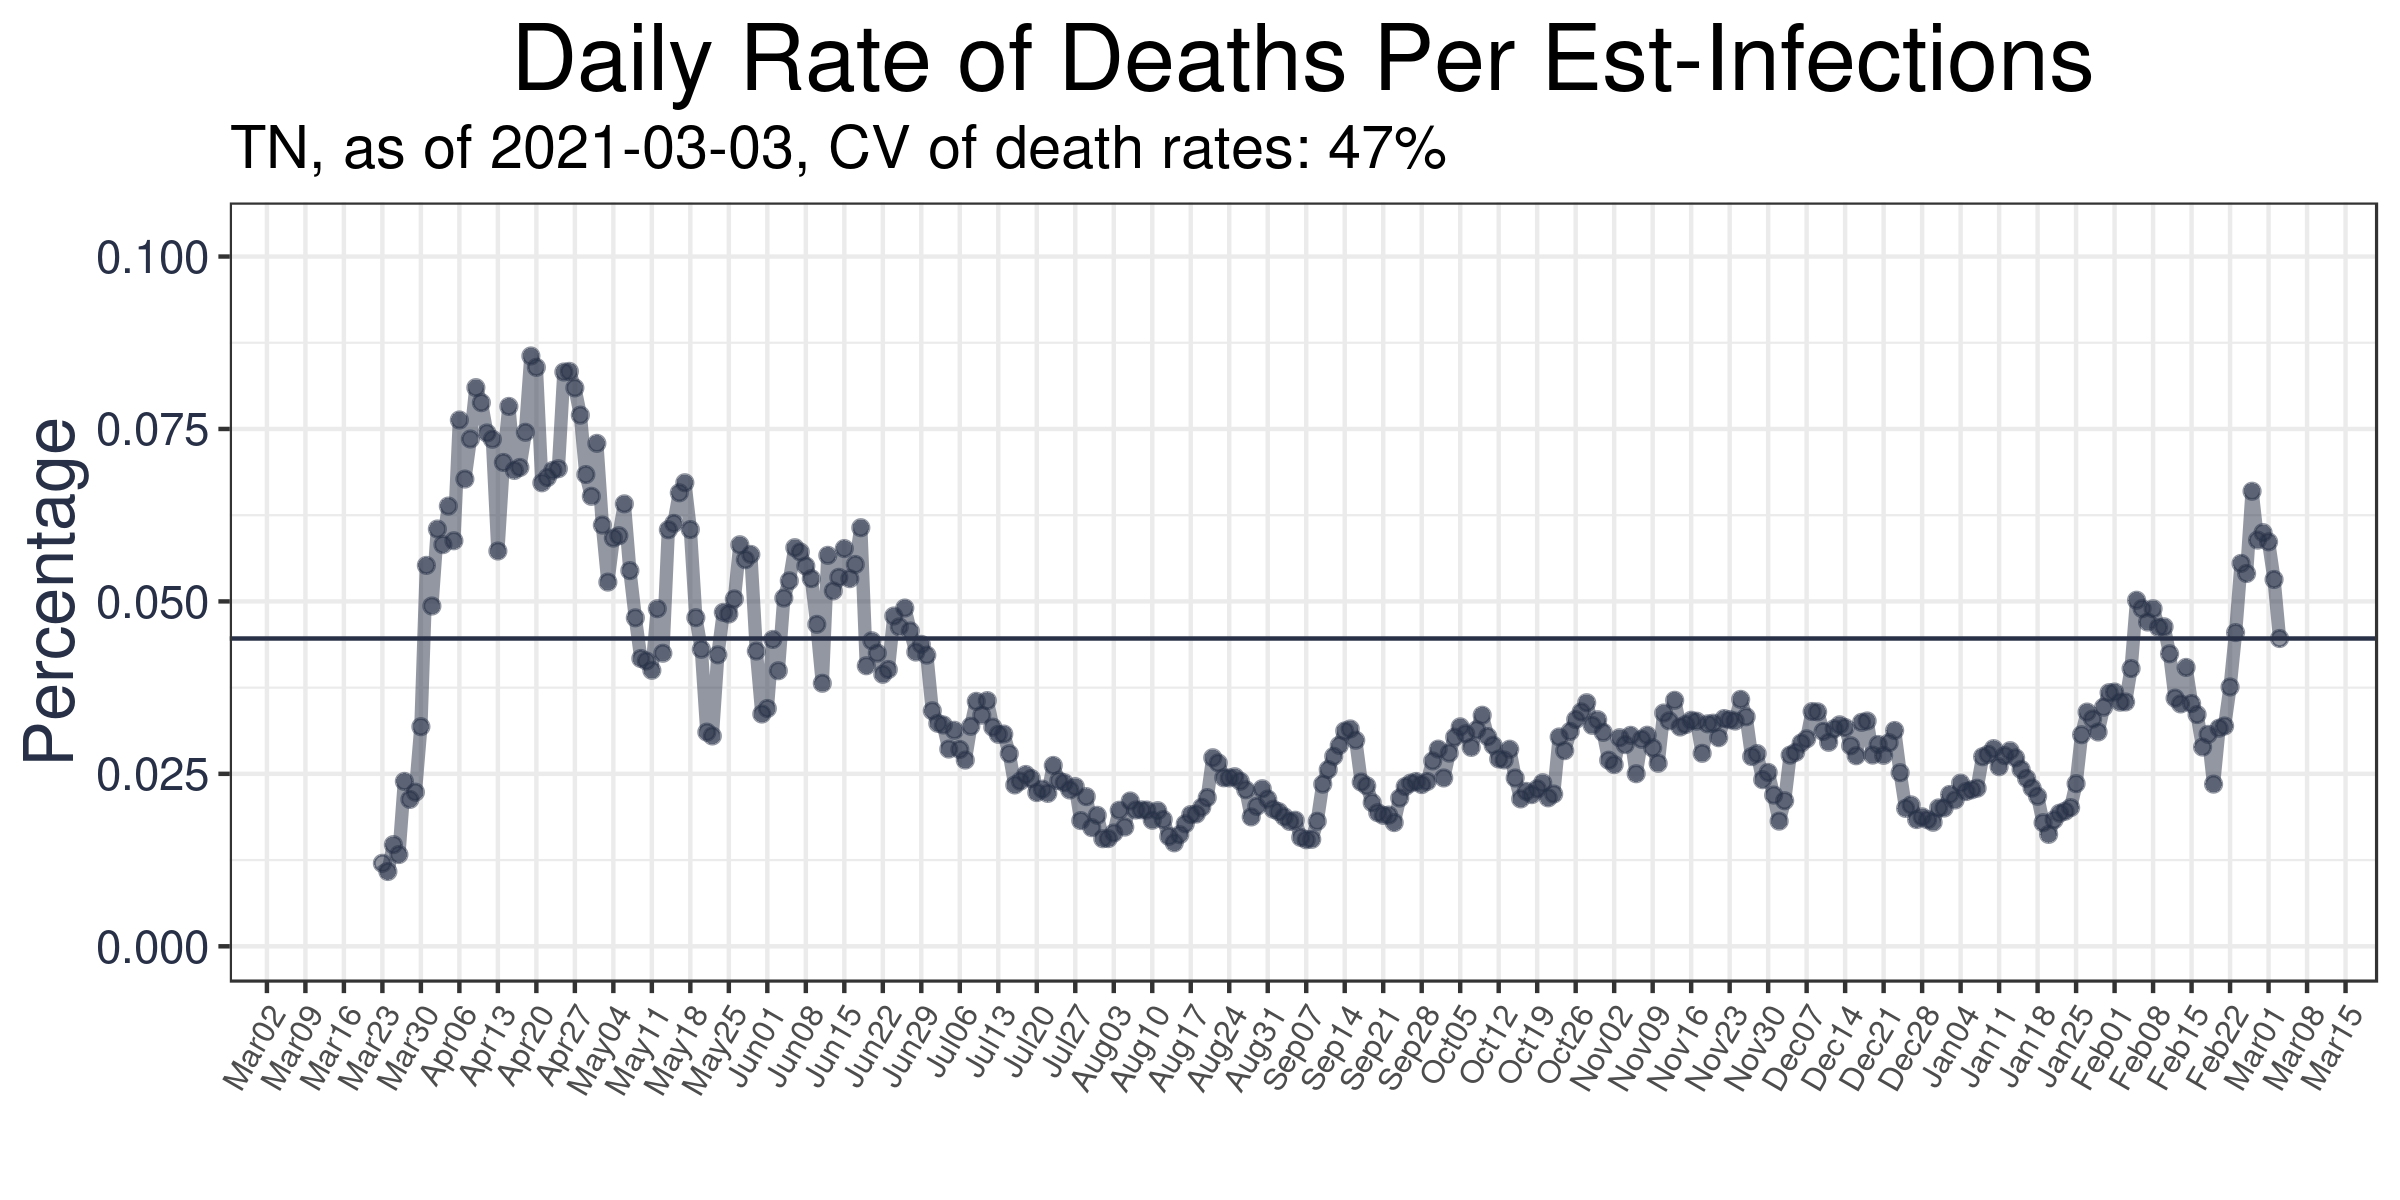 Daily Rate of Deaths Per Est-Infections
TN, as of 2021-03-03, CV of death rates: 47%
Percentage
0.100
0.075
0.050
0.025
0.000
Mar02
Mar09
Mar16
Mar23
Mar30
Apr06
Apr13
Apr20
Apr27
May04
May11
May18
May25
Jun01
Jun08
Jun15
Jun22
Jun29
Jul06
Jul13
Jul20
Jul27
Aug03
Aug10
Aug17
Aug24
Aug31
Sep07
Sep14
Sep21
Sep28
Oct05
Oct12
Oct19
Oct26
Nov02
Nov09
Nov16
Nov23
Nov30
Dec07
Dec14
Dec21
Dec28
Jan04
Jan11
Jan18
Jan25
Feb01
Feb08
Feb15
Feb22
Mar01
Mar08
Mar15